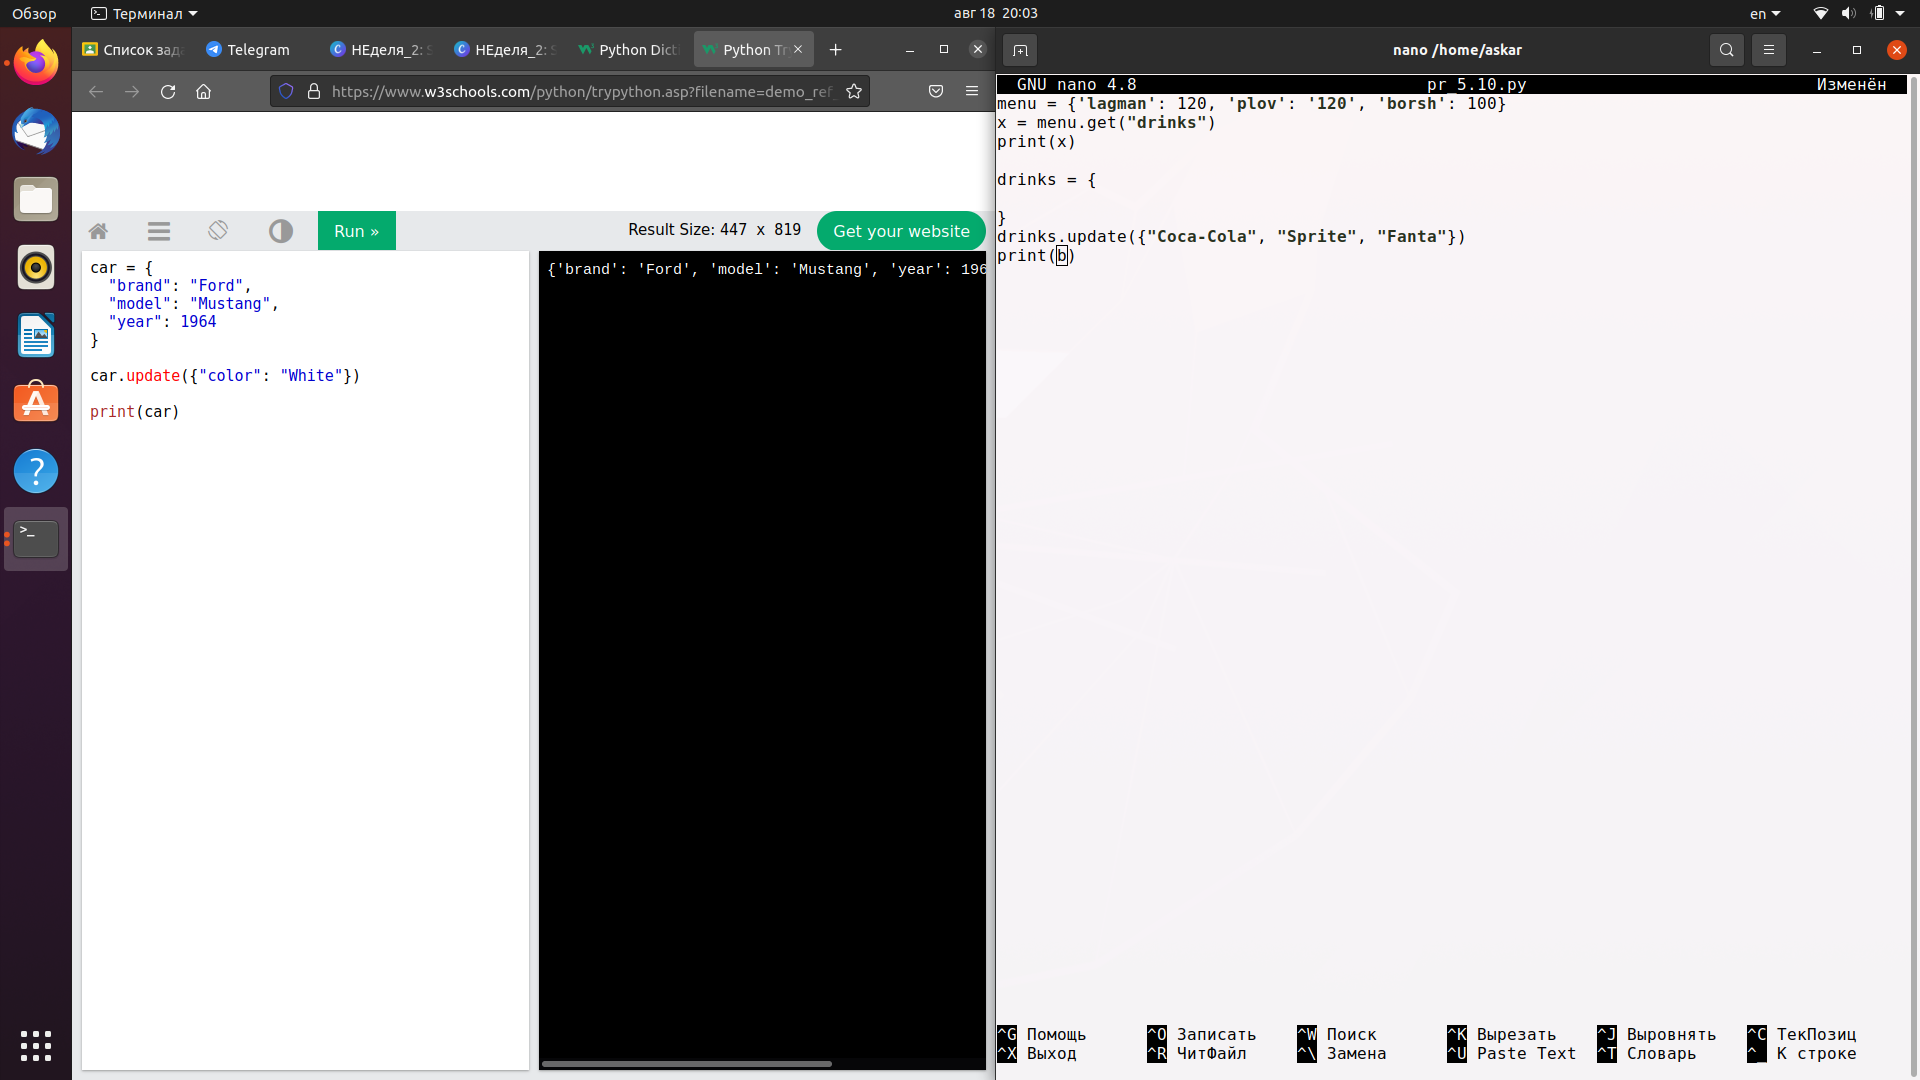 Обзор
Терминал
авг 18 20:03
en
Список зада
Telegram
НЕделя_2: S
НЕделя_2: S
Python Dicti
Python Tr
https://www.w3schools.com/python/trypython.asp?filename=demo_ref_
Run »
Result Size: 447 x 819
Get your website
car = {
"brand": "Ford",
"model": "Mustang",
"year": 1964
}
car.update({"color": "White"})
print(car)
{'brand': 'Ford', 'model': 'Mustang', 'year': 196
nano /home/askar
GNU nano 4.8 pr_5.10.py Изменён
menu = {'lagman': 120, 'plov': '120', 'borsh': 100}
x = menu.get("drinks")
print(x)
drinks = {
}
drinks.update({"Coca-Cola", "Sprite", "Fanta"})
print(b)
^G Помощь ^O Записать ^W Поиск ^K Вырезать ^J Выровнять ^C ТекПозиц
^X Выход ^R ЧитФайл ^\ Замена ^U Paste Text ^T Словарь ^_ К строке